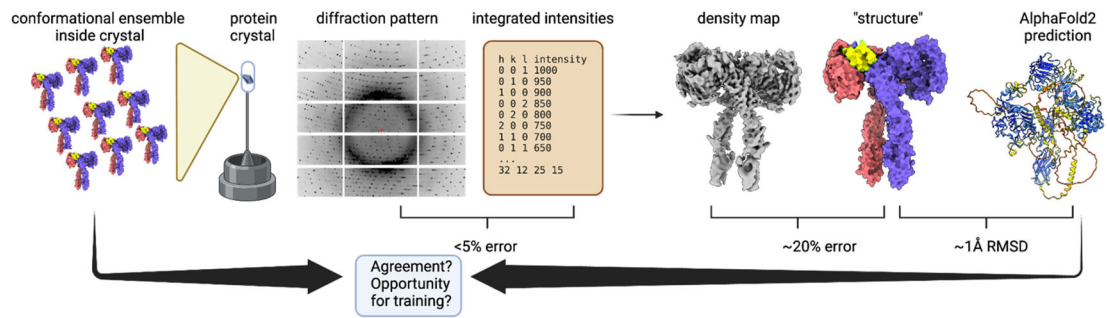 conformational ensemble
inside crystal
protein
crystal
diffraction pattern
integrated intensities
density map
"structure"
AlphaFold2
prediction
h k l intensity
0 0 1 1000
0 1 0 950
1 0 0 900
0 0 2 850
0 2 0 800
2 0 0 750
1 1 0 700
0 1 1 650
...
32 12 25 15
<5% error
~20% error
~1Å RMSD
Agreement?
Opportunity
for training?